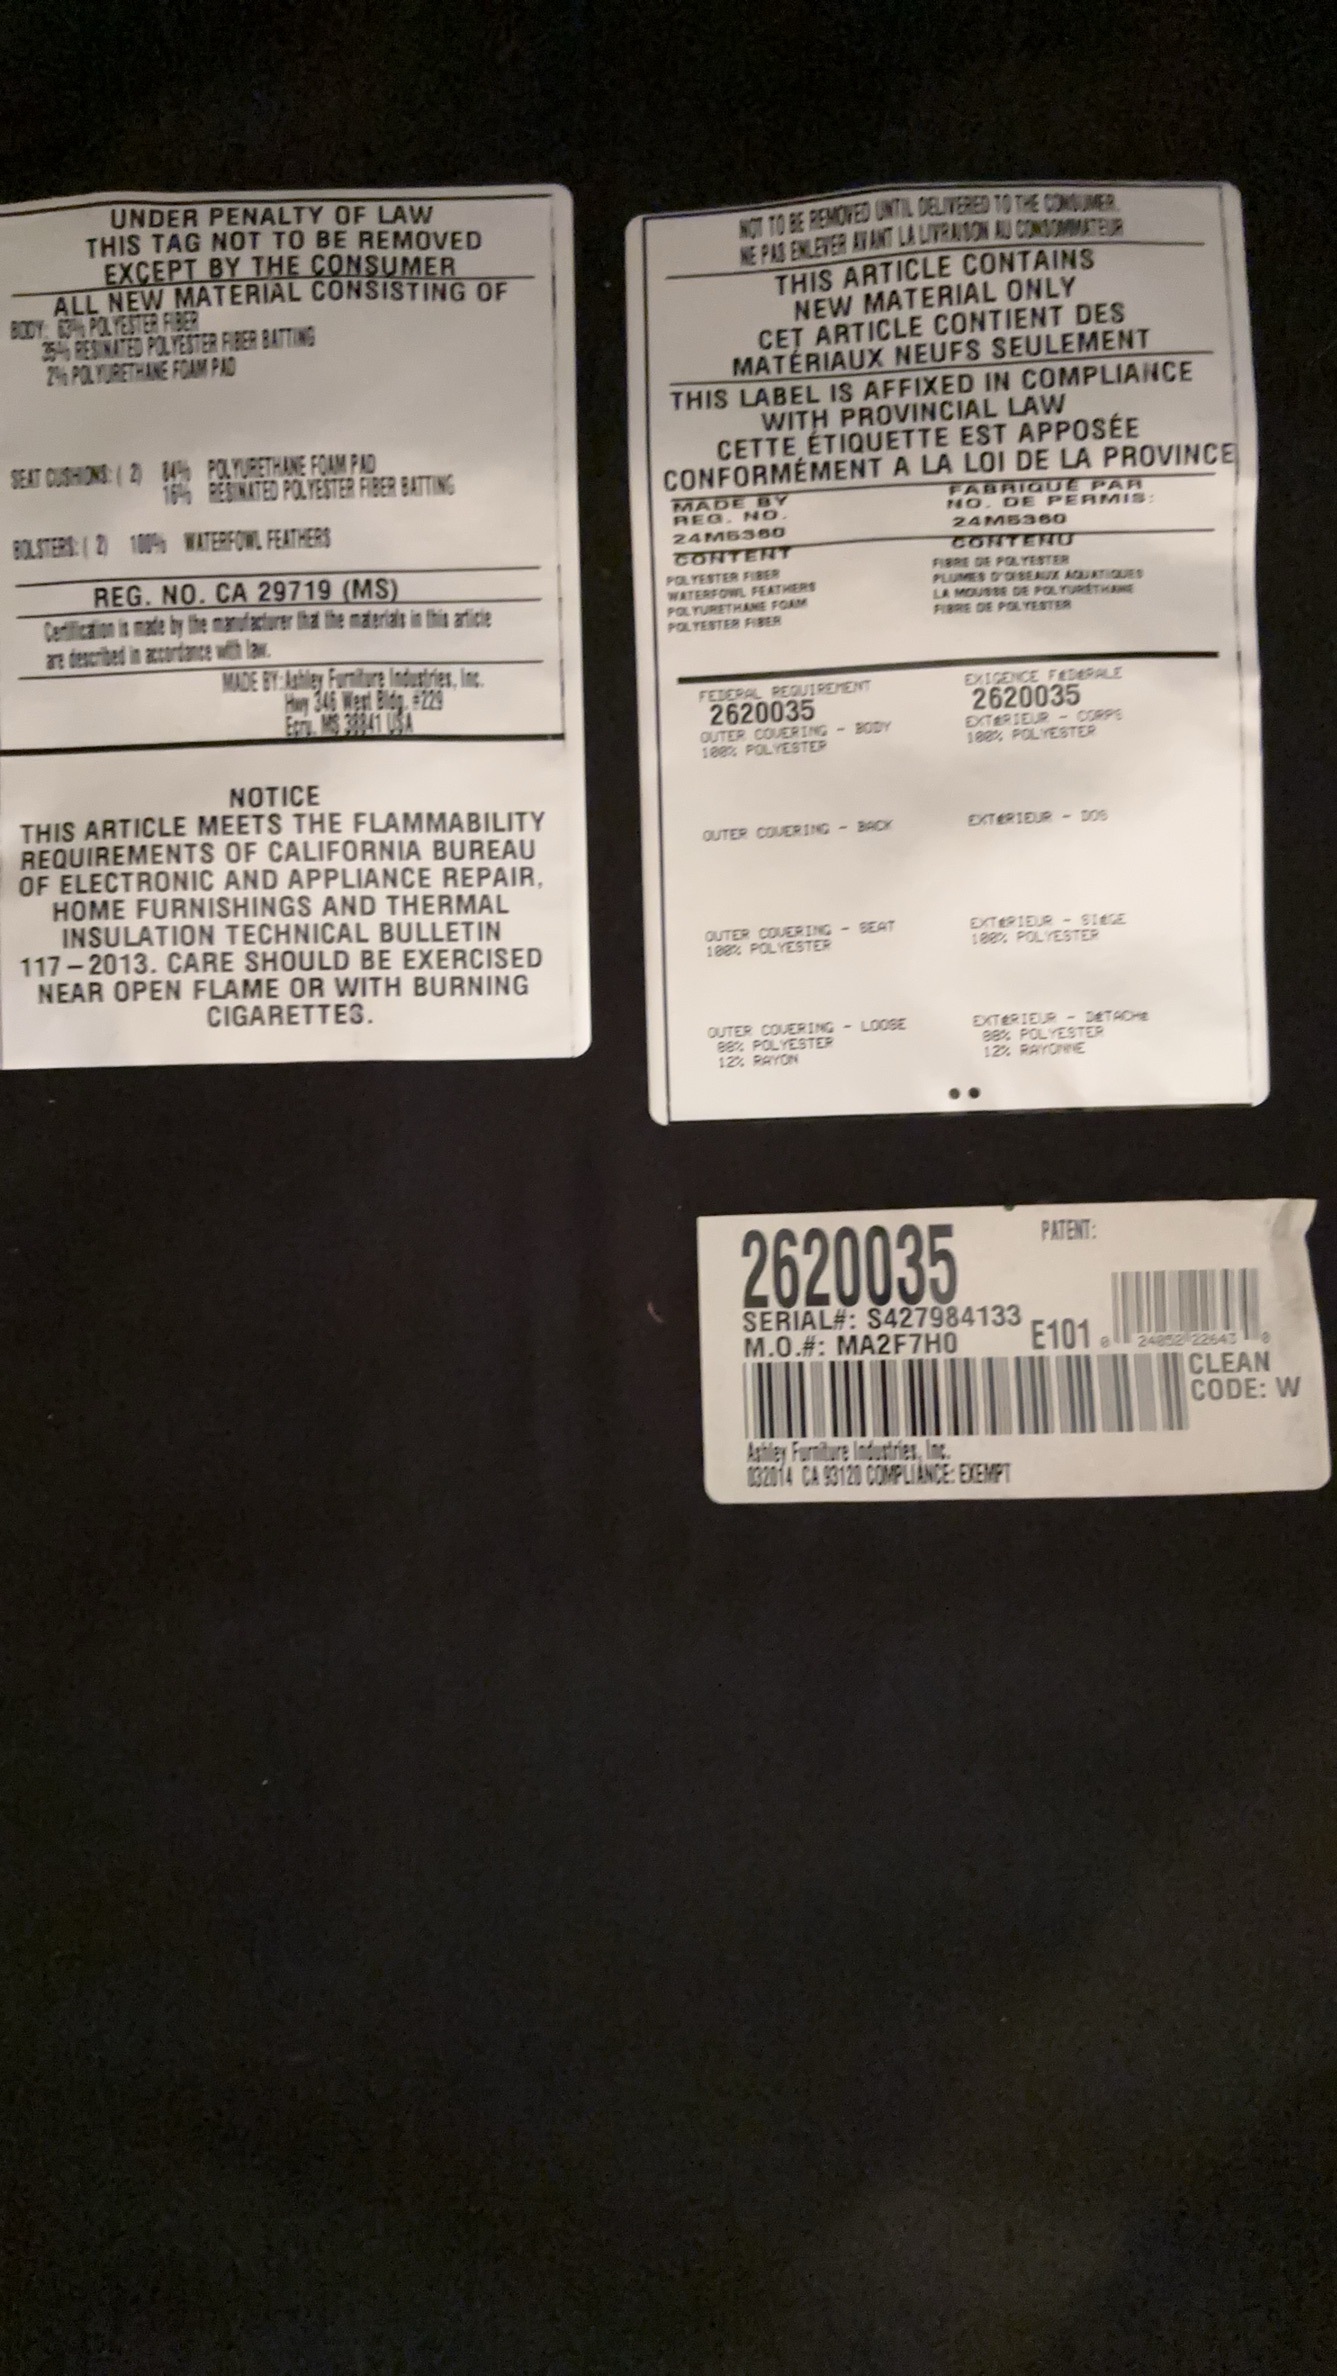 UNDER PENALTY OF LAW
THIS TAG NOT TO BE REMOVED
EXCEPT BY THE CONSUMER
ALL NEW MATERIAL CONSISTING OF
BODY: 63% POLYESTER FIBER
35% RESINATED POLYESTER FIBER BATTING
2% POLYURETHANE FOAM PAD
SEAT CUSHIONS: ( 2) 84% POLYURETHANE FOAM PAD
16% RESINATED POLYESTER FIBER BATTING
BOLSTERS: ( 2) 100% WATERFOWL FEATHERS
REG. NO. CA 29719 (MS)
Certification is made by the manufacturer that the materials in this article
are described in accordance with law.
MADE BY: Ashley Furniture Industries, Inc.
Hwy 346 West Bldg. #229
Ecru, MS 38841 USA
NOTICE
THIS ARTICLE MEETS THE FLAMMABILITY
REQUIREMENTS OF CALIFORNIA BUREAU
OF ELECTRONIC AND APPLIANCE REPAIR,
HOME FURNISHINGS AND THERMAL
INSULATION TECHNICAL BULLETIN
117-2013. CARE SHOULD BE EXERCISED
NEAR OPEN FLAME OR WITH BURNING
CIGARETTES.
NOT TO BE REMOVED UNTIL DELIVERED TO THE CONSUMER.
NE PAS ENLEVER AVANT LA LIVRAISON AU CONSOMMATEUR
THIS ARTICLE CONTAINS
NEW MATERIAL ONLY
CET ARTICLE CONTIENT DES
MATÉRIAUX NEUFS SEULEMENT
THIS LABEL IS AFFIXED IN COMPLIANCE
WITH PROVINCIAL LAW
CETTE ÉTIQUETTE EST APPOSÉE
CONFORMÉMENT A LA LOI DE LA PROVINCE
MADE BY FABRIQUÉ PAR
REG. NO. NO. DE PERMIS:
24M5360 24M5360
CONTENT CONTENU
POLYESTER FIBER FIBRE DE POLYESTER
WATERFOWL FEATHERS PLUMES D'OISEAUX AQUATIQUES
POLYURETHANE FOAM LA MOUSSE DE POLYURÉTHANE
POLYESTER FIBER FIBRE DE POLYESTER
FEDERAL REQUIREMENT EXIGENCE FéDéRALE
2620035 2620035
OUTER COVERING - BODY EXTéRIEUR - CORPS
100% POLYESTER 100% POLYESTER
OUTER COVERING - BACK EXTéRIEUR - DOS
OUTER COVERING - SEAT EXTéRIEUR - SIéGE
100% POLYESTER 100% POLYESTER
OUTER COVERING - LOOSE EXTéRIEUR - DéTACHé
88% POLYESTER 88% POLYESTER
12% RAYON 12% RAYONNE
2620035 PATENT:
SERIAL#: S427984133
M.O.#: MA2F7H0 E101 0 24052 22643 0
CLEAN
CODE: W
Ashley Furniture Industries, Inc.
032014 CA 93120 COMPLIANCE: EXEMPT